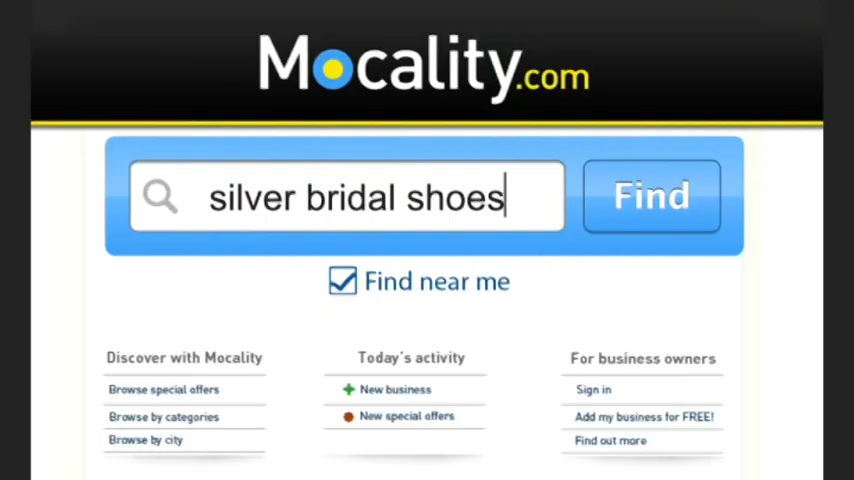 Mocality.com
silver bridal shoes
Find
Find near me
Discover with Mocality
Browse special offers
Browse by categories
Browse by city
Today's activity
New business
New special offers
For business owners
Sign in
Add my business for FREE!
Find out more